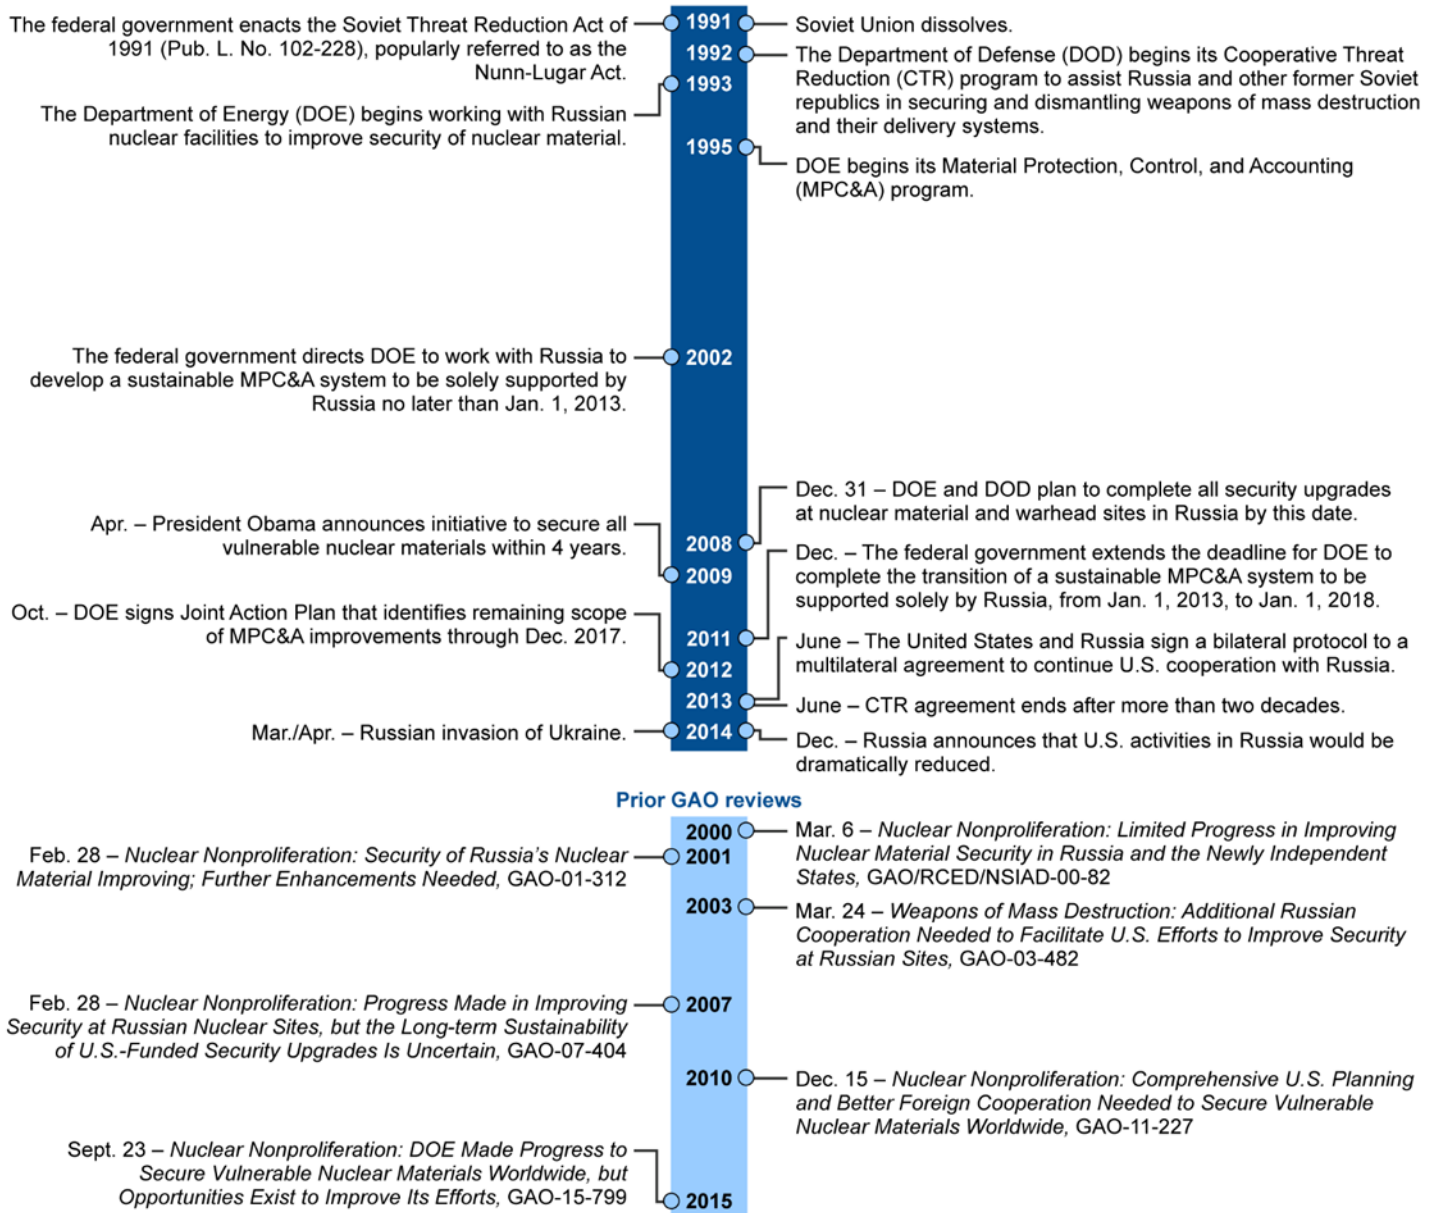 1991
The federal government enacts the Soviet Threat Reduction Act of
1991 (Pub. L. No. 102-228), popularly referred to as the
Nunn-Lugar Act.
Soviet Union dissolves.
1992
The Department of Defense (DOD) begins its Cooperative Threat
Reduction (CTR) program to assist Russia and other former Soviet
republics in securing and dismantling weapons of mass destruction
and their delivery systems.
1993
The Department of Energy (DOE) begins working with Russian
nuclear facilities to improve security of nuclear material.
1995
DOE begins its Material Protection, Control, and Accounting
(MPC&A) program.
2002
The federal government directs DOE to work with Russia to
develop a sustainable MPC&A system to be solely supported by
Russia no later than Jan. 1, 2013.
2008
Dec. 31 – DOE and DOD plan to complete all security upgrades
at nuclear material and warhead sites in Russia by this date.
2009
Apr. – President Obama announces initiative to secure all
vulnerable nuclear materials within 4 years.
2011
Dec. – The federal government extends the deadline for DOE to
complete the transition of a sustainable MPC&A system to be
supported solely by Russia, from Jan. 1, 2013, to Jan. 1, 2018.
2012
Oct. – DOE signs Joint Action Plan that identifies remaining scope
of MPC&A improvements through Dec. 2017.
2013
June – The United States and Russia sign a bilateral protocol to a
multilateral agreement to continue U.S. cooperation with Russia.
June – CTR agreement ends after more than two decades.
2014
Mar./Apr. – Russian invasion of Ukraine.
Dec. – Russia announces that U.S. activities in Russia would be
dramatically reduced.
Prior GAO reviews
2000
Mar. 6 – Nuclear Nonproliferation: Limited Progress in Improving
Nuclear Material Security in Russia and the Newly Independent
States, GAO/RCED/NSIAD-00-82
2001
Feb. 28 – Nuclear Nonproliferation: Security of Russia's Nuclear
Material Improving; Further Enhancements Needed, GAO-01-312
2003
Mar. 24 – Weapons of Mass Destruction: Additional Russian
Cooperation Needed to Facilitate U.S. Efforts to Improve Security
at Russian Sites, GAO-03-482
2007
Feb. 28 – Nuclear Nonproliferation: Progress Made in Improving
Security at Russian Nuclear Sites, but the Long-term Sustainability
of U.S.-Funded Security Upgrades Is Uncertain, GAO-07-404
2010
Dec. 15 – Nuclear Nonproliferation: Comprehensive U.S. Planning
and Better Foreign Cooperation Needed to Secure Vulnerable
Nuclear Materials Worldwide, GAO-11-227
2015
Sept. 23 – Nuclear Nonproliferation: DOE Made Progress to
Secure Vulnerable Nuclear Materials Worldwide, but
Opportunities Exist to Improve Its Efforts, GAO-15-799